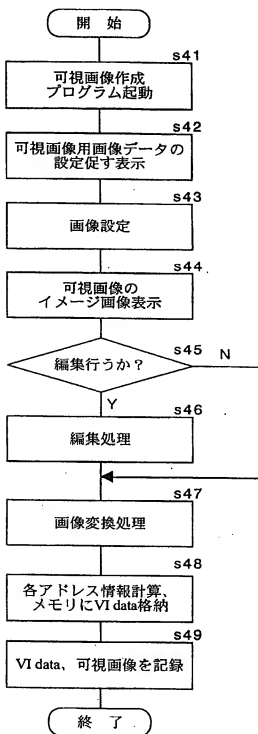 開 始
s41
可視画像作成
プログラム起動
s42
可視画像用画像データの
設定促す表示
s43
画像設定
s44
可視画像の
イメージ画像表示
s45
編集行うか？
N
Y
s46
編集処理
s47
画像変換処理
s48
各アドレス情報計算、
メモリにVI data格納
s49
VI data、可視画像を記録
終 了